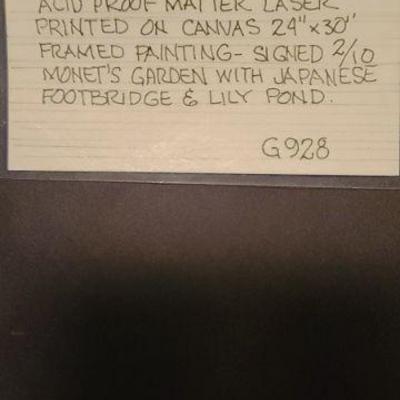 ACID PROOF MATTER LASER
PRINTED ON CANVAS 24"x30"
FRAMED PAINTING- SIGNED 2/10
MONET'S GARDEN WITH JAPANESE
FOOTBRIDGE & LILY POND.
G928